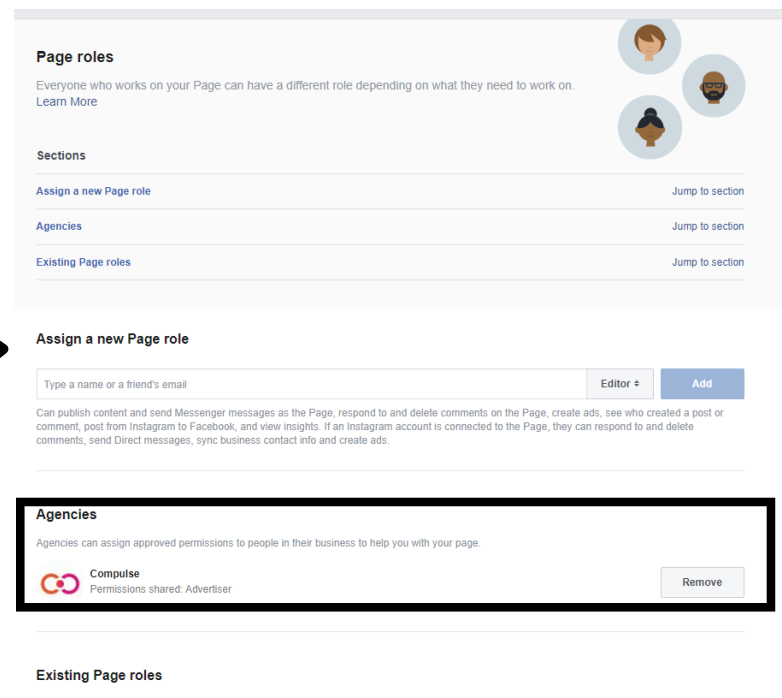 Page roles
Everyone who works on your Page can have a different role depending on what they need to work on.
Learn More
Sections
Assign a new Page role Jump to section
Agencies Jump to section
Existing Page roles Jump to section
Assign a new Page role
Type a name or a friend's email Editor Add
Can publish content and send Messenger messages as the Page, respond to and delete comments on the Page, create ads, see who created a post or
comment, post from Instagram to Facebook, and view insights. If an Instagram account is connected to the Page, they can respond to and delete
comments, send Direct messages, sync business contact info and create ads.
Agencies
Agencies can assign approved permissions to people in their business to help you with your page.
Compulse
Permissions shared: Advertiser Remove
Existing Page roles